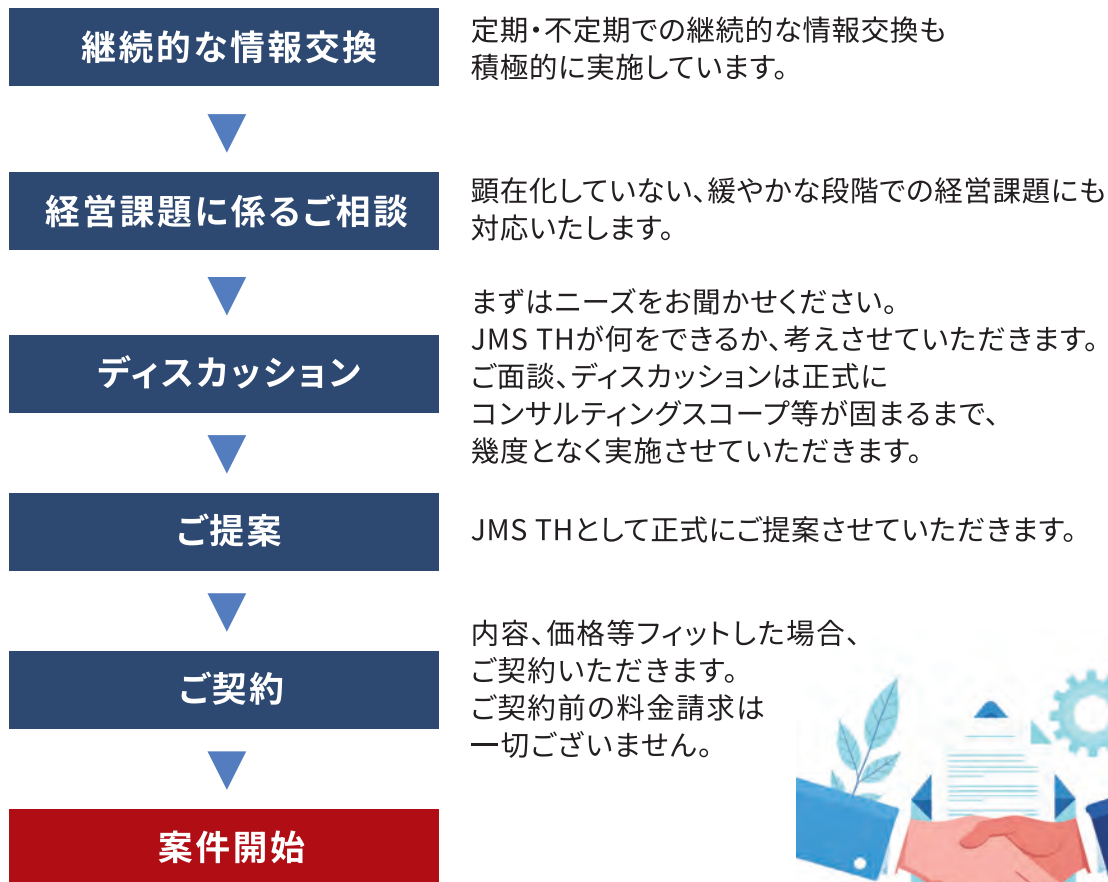 継続的な情報交換
定期・不定期での継続的な情報交換も
積極的に実施しています。
経営課題に係るご相談
顕在化していない、緩やかな段階での経営課題にも
対応いたします。
ディスカッション
まずはニーズをお聞かせください。
JMS THが何をできるか、考えさせていただきます。
ご面談、ディスカッションは正式に
コンサルティングスコープ等が固まるまで、
幾度となく実施させていただきます。
ご提案
JMS THとして正式にご提案させていただきます。
ご契約
内容、価格等フィットした場合、
ご契約いただきます。
ご契約前の料金請求は
一切ございません。
案件開始